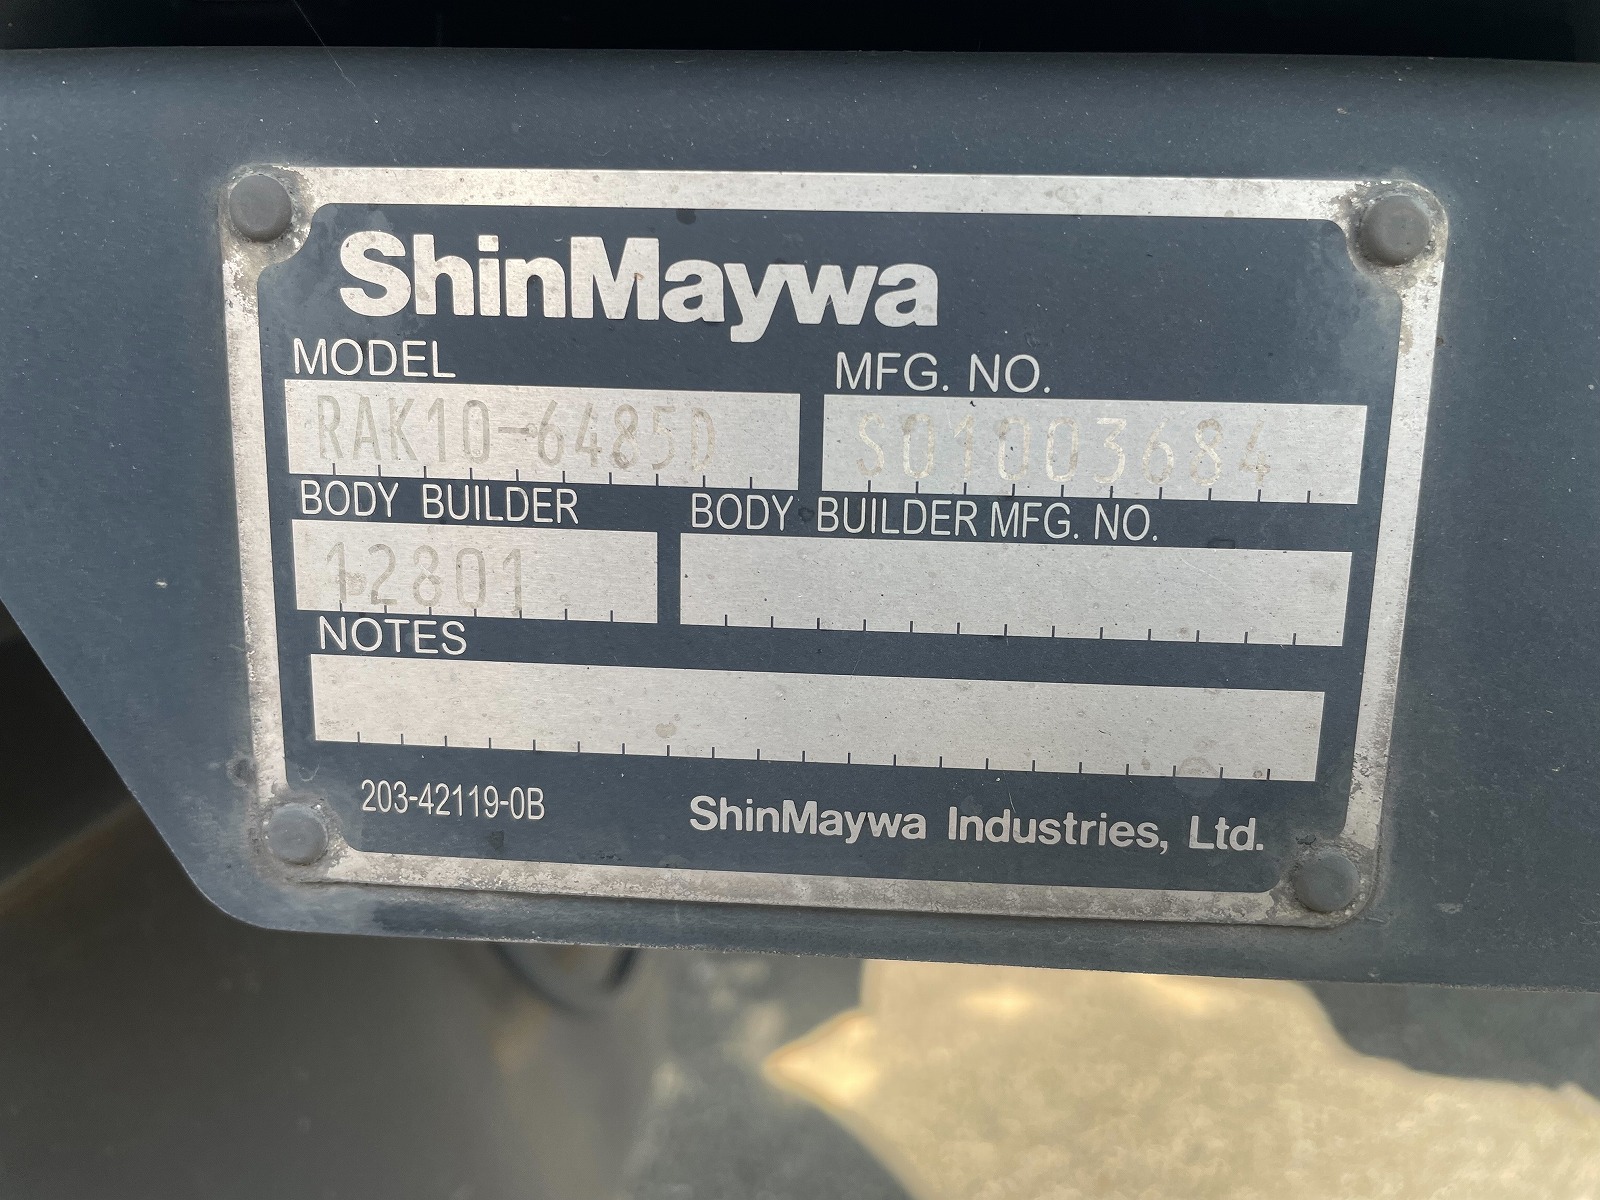 ShinMaywa
MODEL MFG. NO.
RAK10-6485D S01003684
BODY BUILDER BODY BUILDER MFG. NO.
12801
NOTES
203-42119-0B ShinMaywa Industries, Ltd.